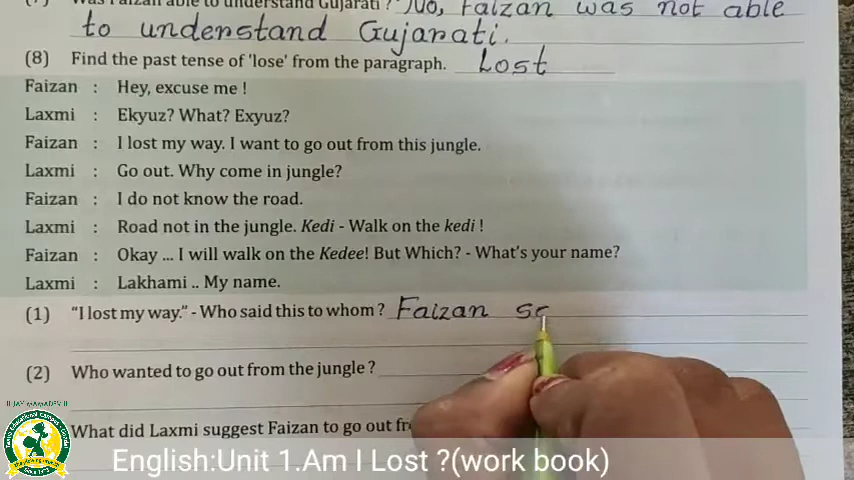 (7) Was Faizan able to understand Gujarati? No, Faizan was not able
to understand Gujarati.
(8) Find the past tense of 'lose' from the paragraph. Lost
Faizan : Hey, excuse me !
Laxmi : Ekyuz? What? Exyuz?
Faizan : I lost my way. I want to go out from this jungle.
Laxmi : Go out. Why come in jungle?
Faizan : I do not know the road.
Laxmi : Road not in the jungle. Kedi - Walk on the kedi !
Faizan : Okay ... I will walk on the Kedee! But Which? - What's your name?
Laxmi : Lakhami .. My name.
(1) "I lost my way." - Who said this to whom ? Faizan sa
(2) Who wanted to go out from the jungle ?
What did Laxmi suggest Faizan to go out fr
English:Unit 1.Am I Lost ?(work book)